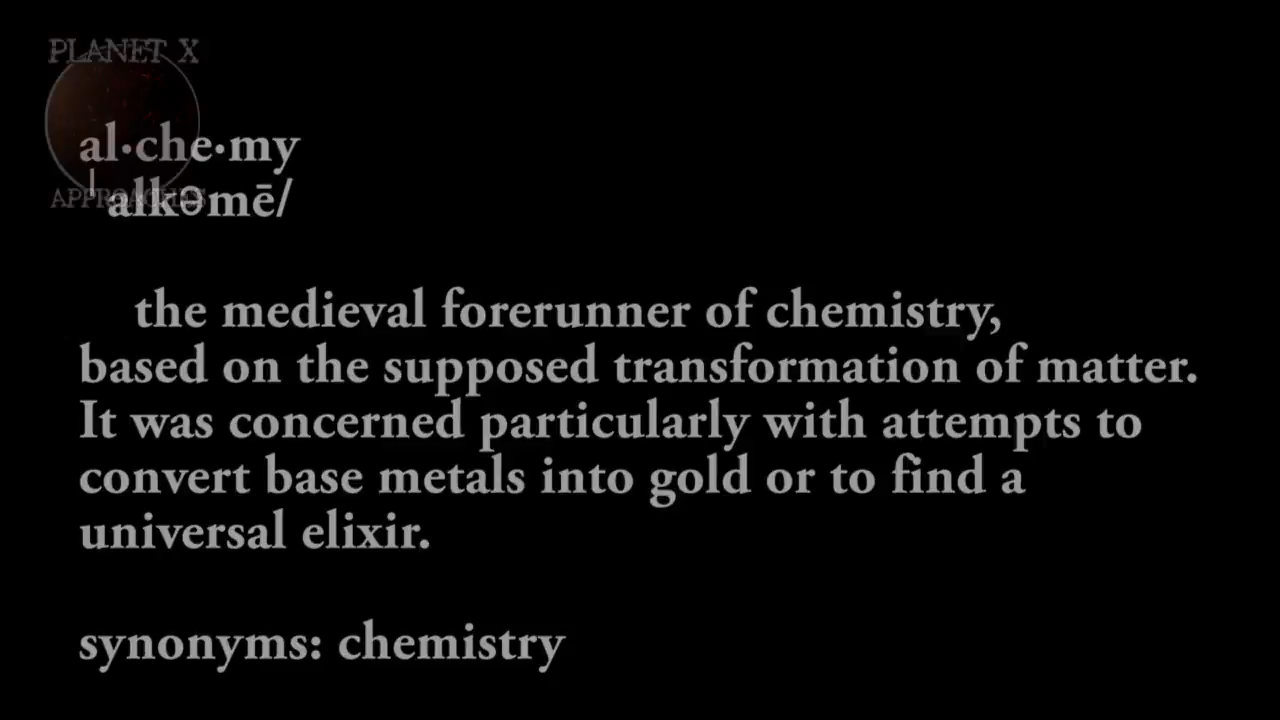 PLANET X
al·che·my
APPROACHES
ˈalkəmē/
the medieval forerunner of chemistry,
based on the supposed transformation of matter.
It was concerned particularly with attempts to
convert base metals into gold or to find a
universal elixir.
synonyms: chemistry